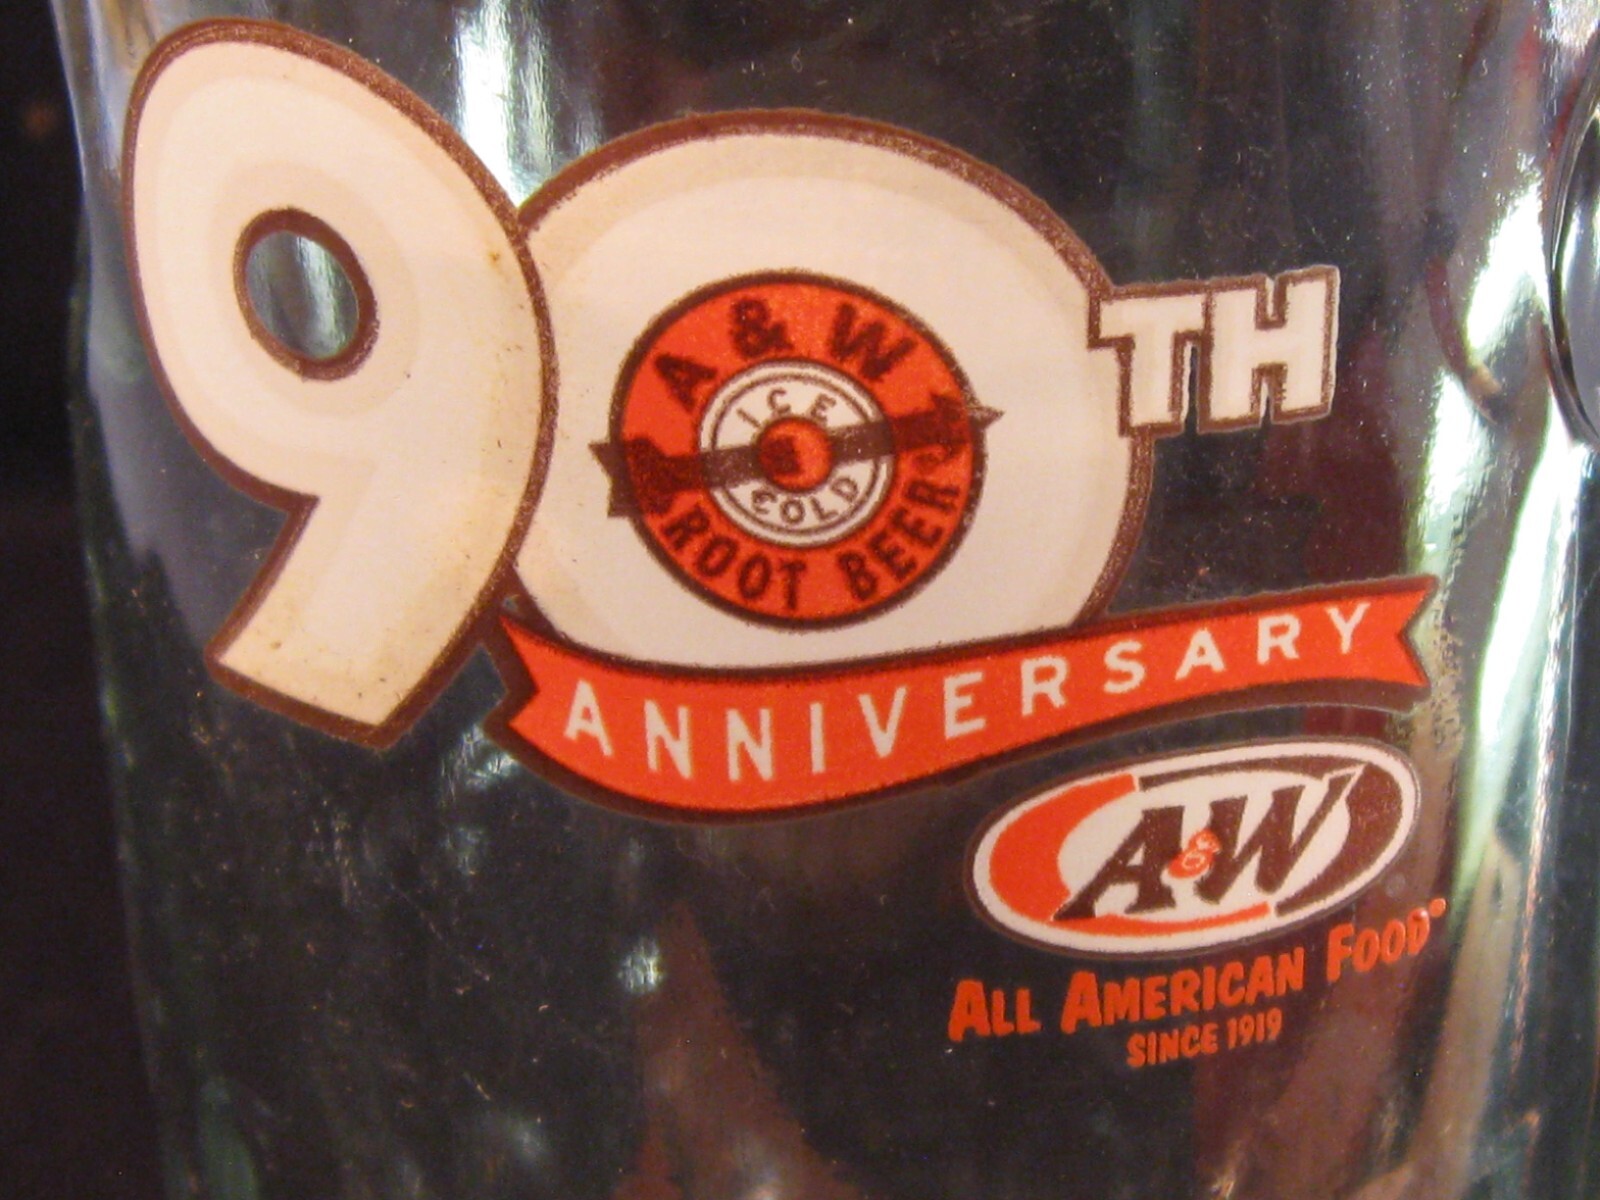 90TH
A & W
ICE
COLD
ROOT BEER
ANNIVERSARY
A&W
ALL AMERICAN FOOD
SINCE 1919